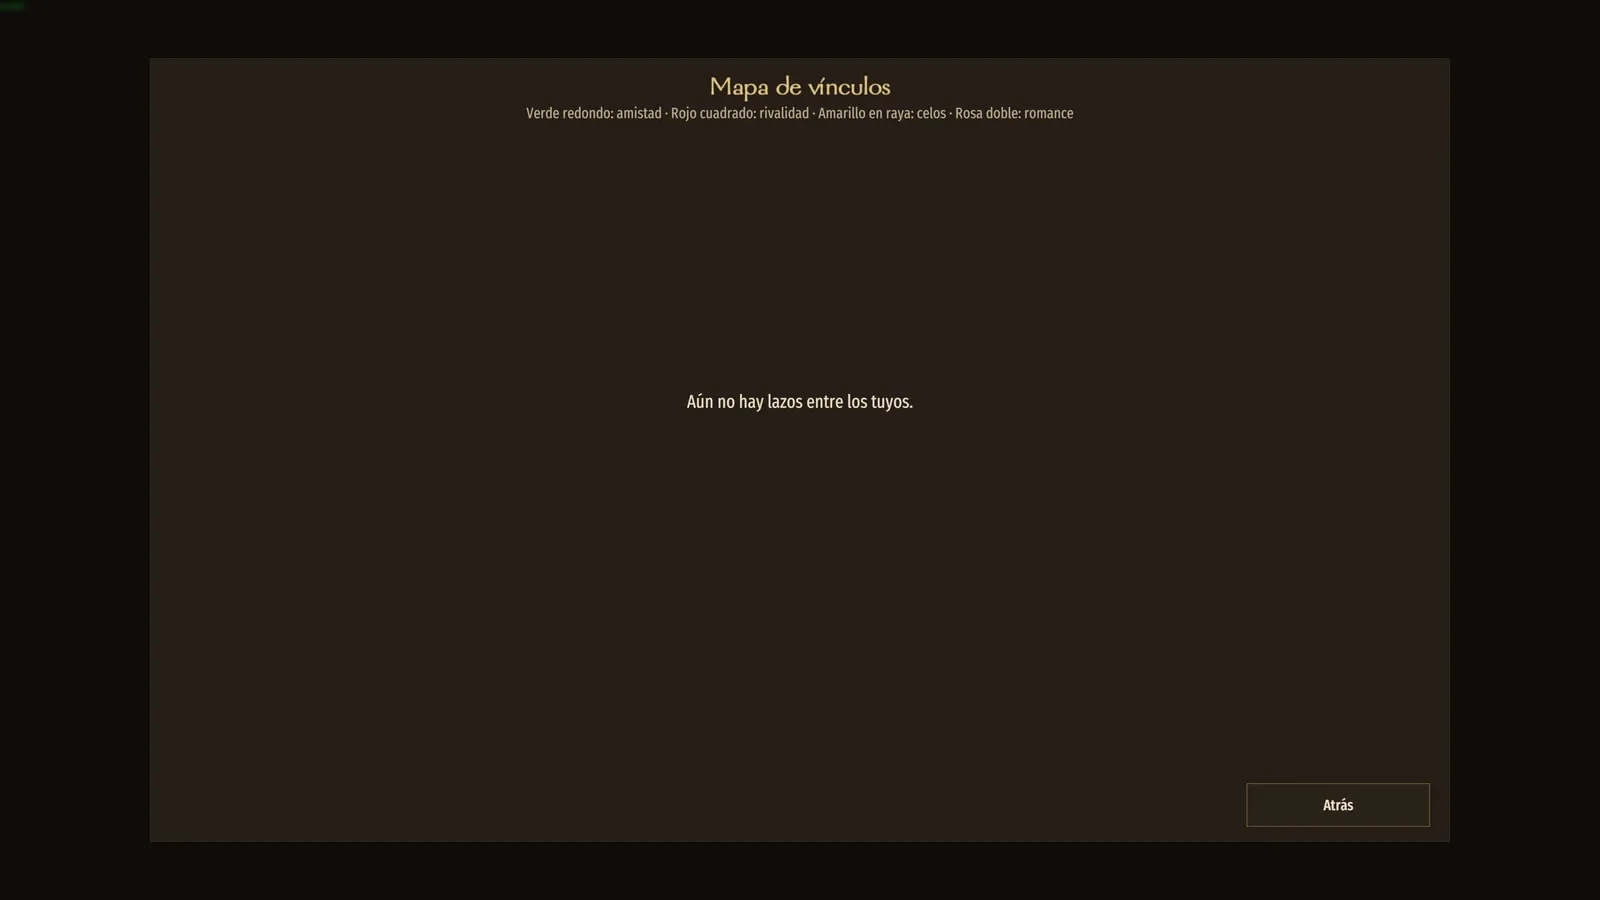 Mapa de vínculos
Verde redondo: amistad · Rojo cuadrado: rivalidad · Amarillo en raya: celos · Rosa doble: romance
Aún no hay lazos entre los tuyos.
Atrás